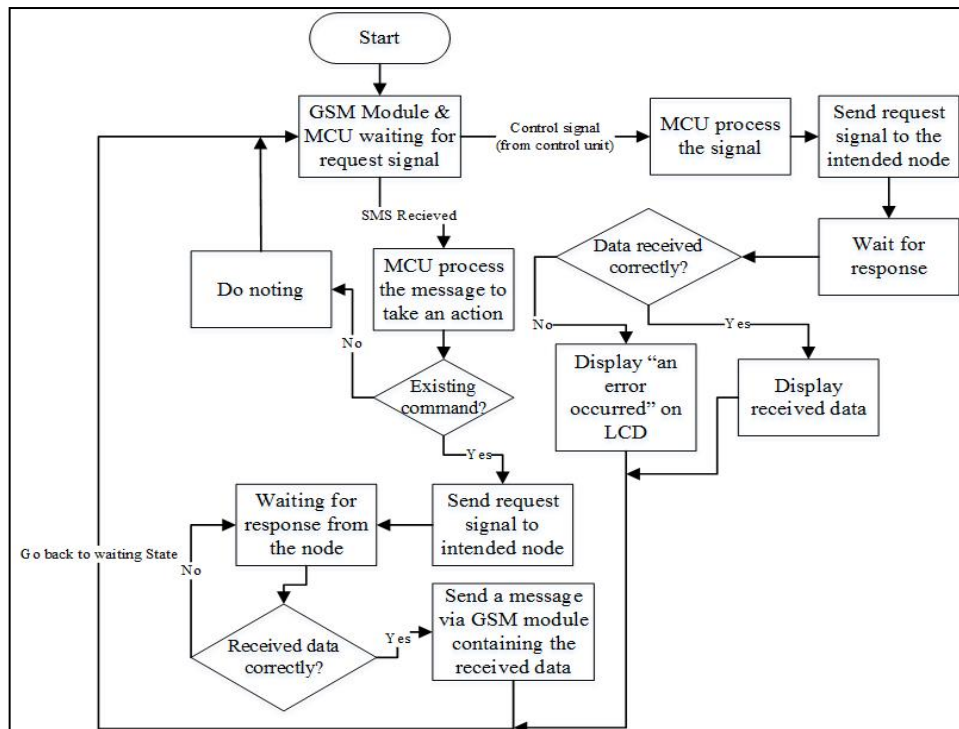 Start
GSM Module &
MCU waiting for
request signal
Control signal
(from control unit)
MCU process
the signal
Send request
signal to the
intended node
SMS Recieved
Wait for
response
Data received
correctly?
MCU process
the message to
take an action
Do noting
No
No
Yes
Existing
command?
Display “an
error
occurred” on
LCD
Display
received data
Yes
Waiting for
response from
the node
Send request
signal to
intended node
Go back to waiting State
No
Send a message
via GSM module
containing the
received data
Received data
correctly?
Yes